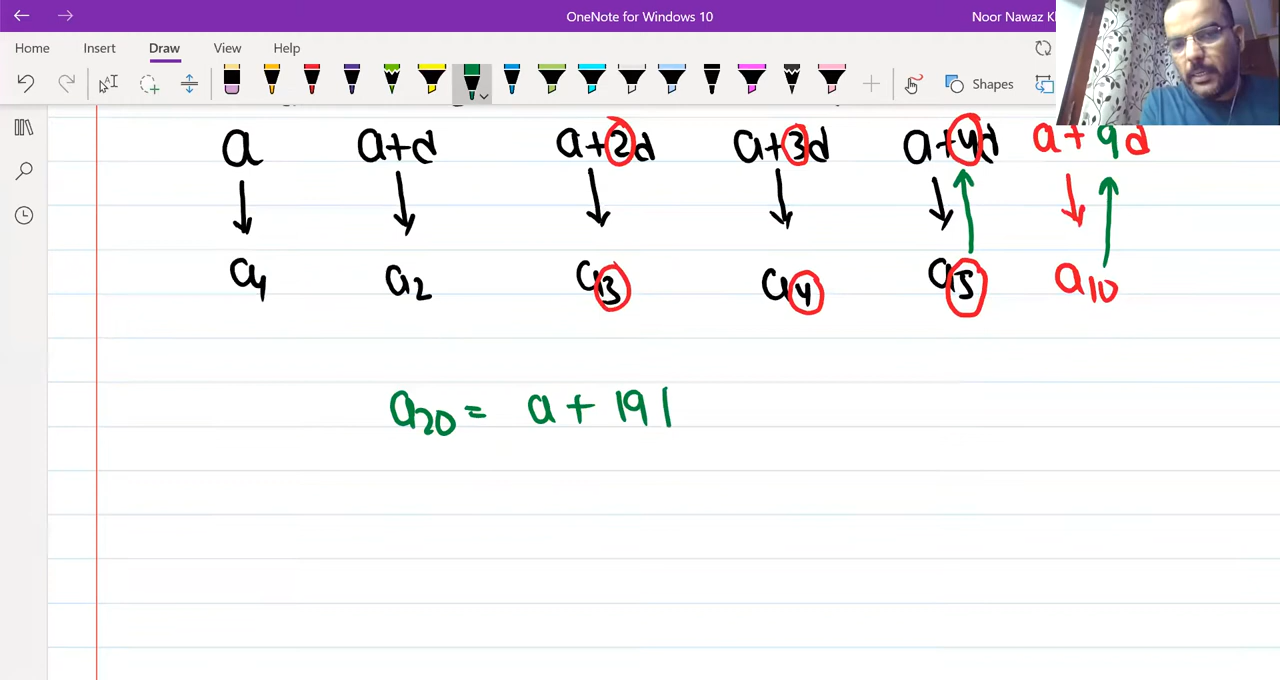 OneNote for Windows 10
Noor Nawaz Kh
Home Insert Draw View Help
Shapes
a a+d a+2d a+3d a+4d a+9d
a₁ a₂ a₃ a₄ a₅ a₁₀
a₂₀ = a + 19